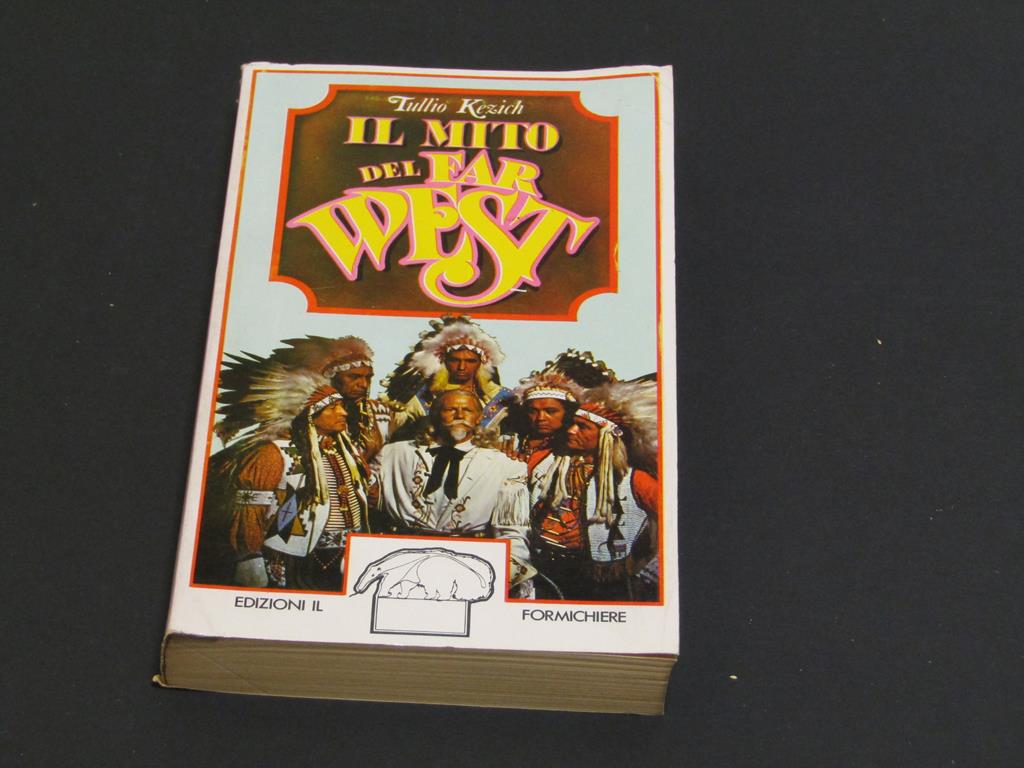 Tullio Kezich
IL MITO
DEL FAR
WEST
EDIZIONI IL FORMICHIERE